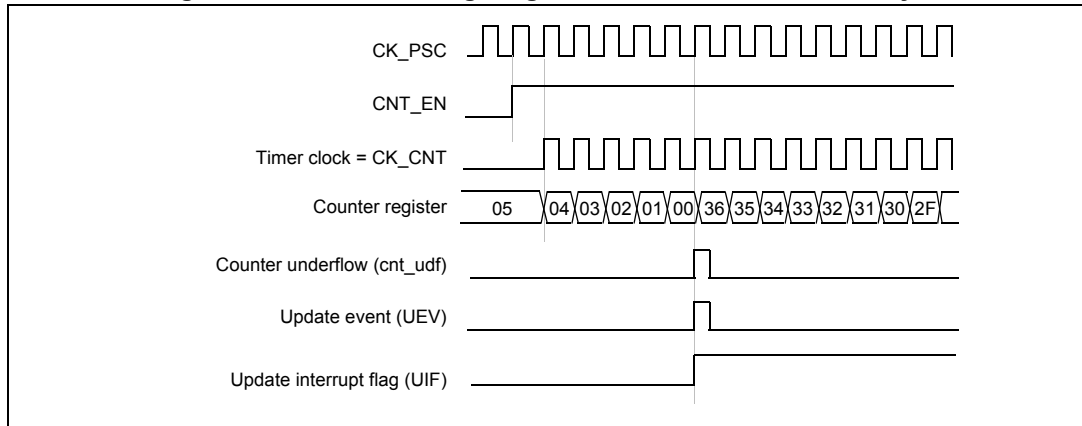 CK_PSC
CNT_EN
Timer clock = CK_CNT
Counter register 05 04 03 02 01 00 36 35 34 33 32 31 30 2F
Counter underflow (cnt_udf)
Update event (UEV)
Update interrupt flag (UIF)